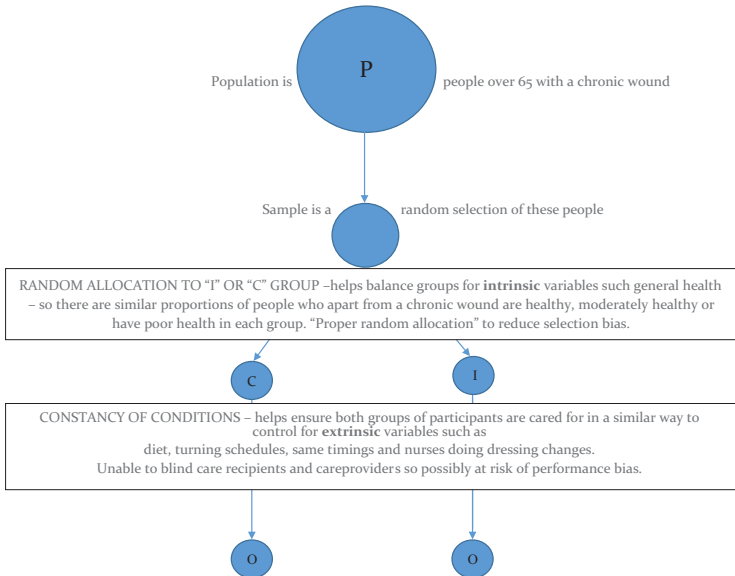 P
Population is people over 65 with a chronic wound
Sample is a random selection of these people
RANDOM ALLOCATION TO “I” OR “C” GROUP –helps balance groups for intrinsic variables such general health
– so there are similar proportions of people who apart from a chronic wound are healthy, moderately healthy or
have poor health in each group. “Proper random allocation” to reduce selection bias.
C I
CONSTANCY OF CONDITIONS – helps ensure both groups of participants are cared for in a similar way to
control for extrinsic variables such as
diet, turning schedules, same timings and nurses doing dressing changes.
Unable to blind care recipients and careproviders so possibly at risk of performance bias.
O O